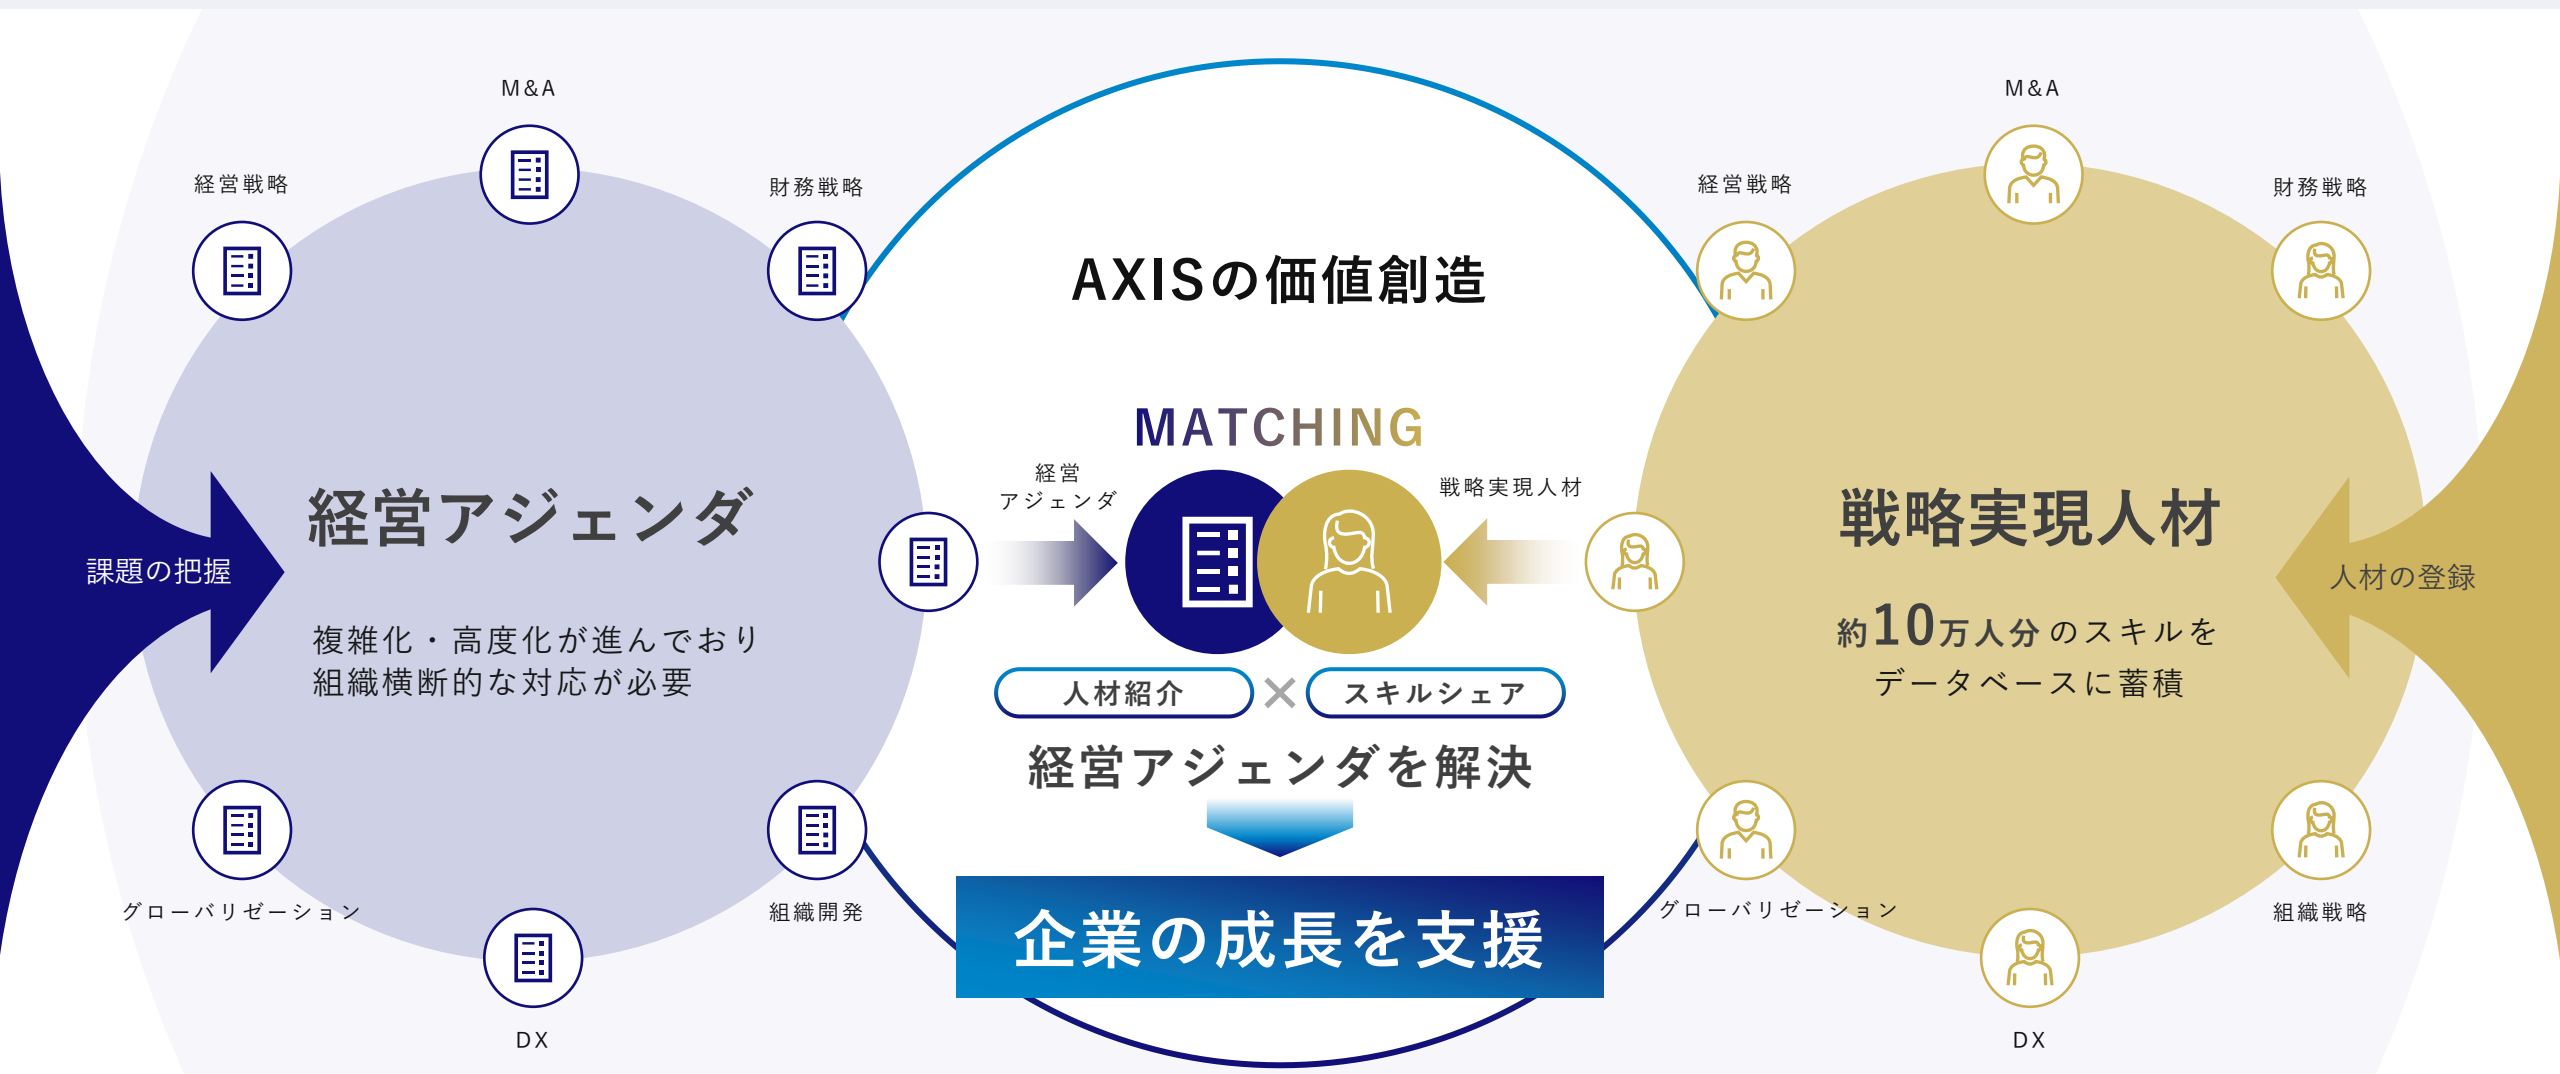 M&A
経営戦略
財務戦略
課題の把握
経営アジェンダ
複雑化・高度化が進んでおり
組織横断的な対応が必要
グローバリゼーション
組織開発
DX
AXISの価値創造
MATCHING
経営
アジェンダ
戦略実現人材
人材紹介
×
スキルシェア
経営アジェンダを解決
企業の成長を支援
M&A
経営戦略
財務戦略
戦略実現人材
約10万人分のスキルを
データベースに蓄積
人材の登録
グローバリゼーション
組織戦略
DX